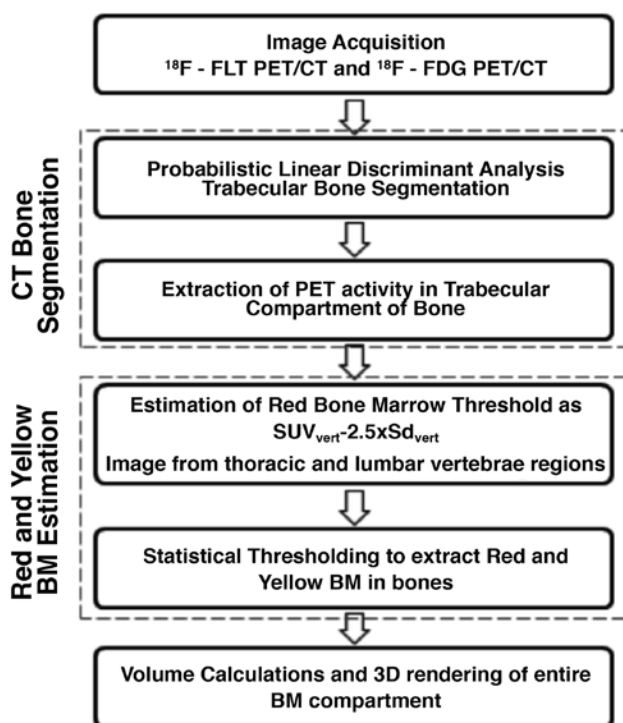 Image Acquisition
¹⁸F - FLT PET/CT and ¹⁸F - FDG PET/CT
CT Bone
Segmentation
Probabilistic Linear Discriminant Analysis
Trabecular Bone Segmentation
Extraction of PET activity in Trabecular
Compartment of Bone
Red and Yellow
BM Estimation
Estimation of Red Bone Marrow Threshold as
SUVvert-2.5xSdvert
Image from thoracic and lumbar vertebrae regions
Statistical Thresholding to extract Red and
Yellow BM in bones
Volume Calculations and 3D rendering of entire
BM compartment